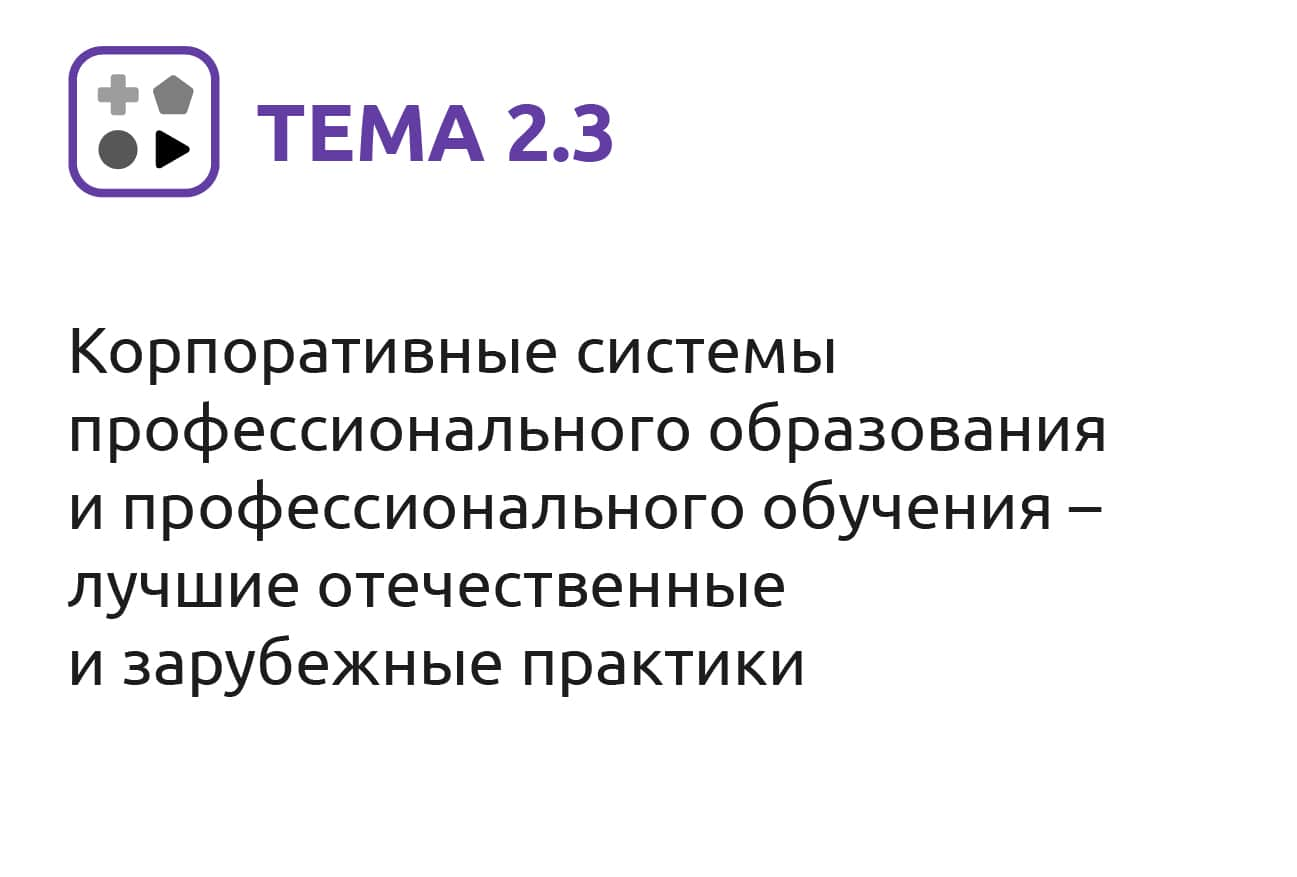 ТЕМА 2.3
Корпоративные системы
профессионального образования
и профессионального обучения –
лучшие отечественные
и зарубежные практики